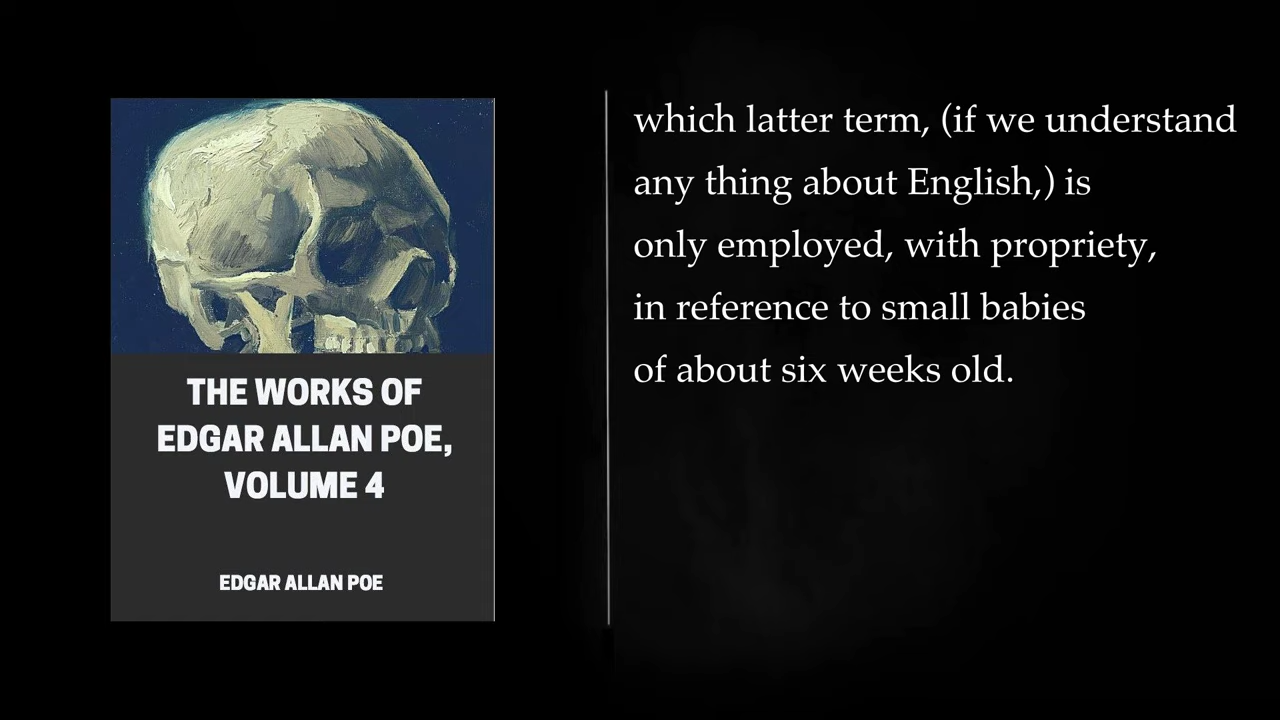 THE WORKS OF
EDGAR ALLAN POE,
VOLUME 4
EDGAR ALLAN POE
which latter term, (if we understand
any thing about English,) is
only employed, with propriety,
in reference to small babies
of about six weeks old.